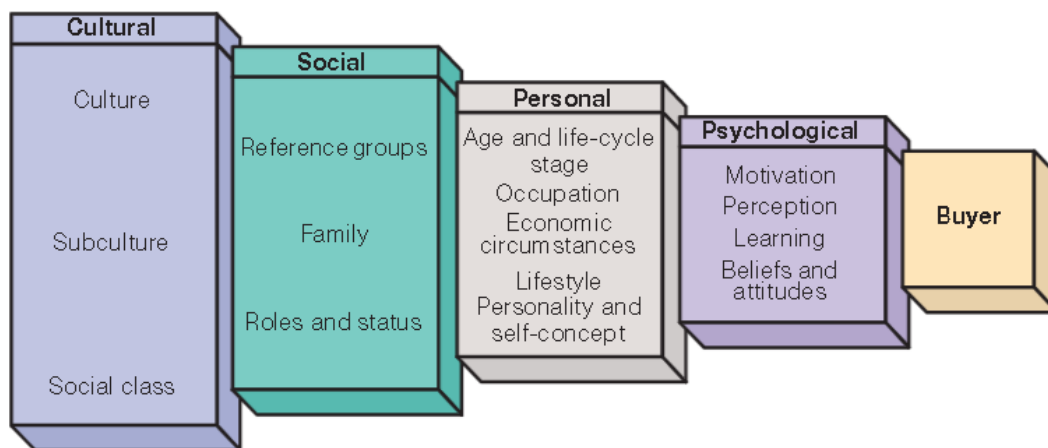 Cultural
Culture
Subculture
Social class
Social
Reference groups
Family
Roles and status
Personal
Age and life-cycle
stage
Occupation
Economic
circumstances
Lifestyle
Personality and
self-concept
Psychological
Motivation
Perception
Learning
Beliefs and
attitudes
Buyer